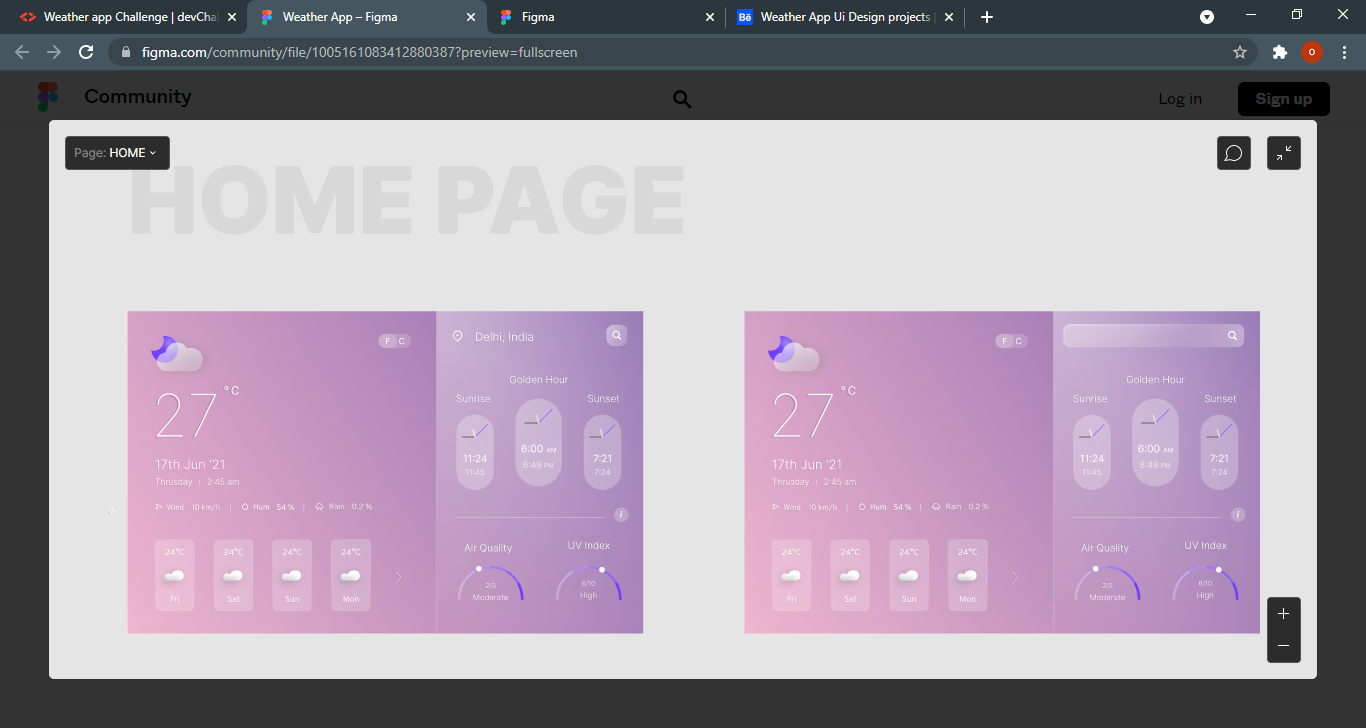 Weather app Challenge | devChal
Weather App – Figma
Figma
Weather App Ui Design projects
figma.com/community/file/1005161083412880387?preview=fullscreen
O
Community
Log in
Sign up
Page: HOME
HOME PAGE
F C
27 °C
17th Jun '21
Thrusday | 2:45 am
Wind 10 km/h | Hum 54 % | Rain 0.2 %
24°C 24°C 24°C 24°C
Fri Sat Sun Mon
Delhi, India
Golden Hour
Sunrise Sunset
11:24
11:45
6:00 AM
6:49 PM
7:21
7:24
i
Air Quality
2/5
Moderate
UV Index
6/10
High
F C
27 °C
17th Jun '21
Thrusday | 2:45 am
Wind 10 km/h | Hum 54 % | Rain 0.2 %
24°C 24°C 24°C 24°C
Fri Sat Sun Mon
Golden Hour
Sunrise Sunset
11:24
11:45
6:00 AM
6:49 PM
7:21
7:24
i
Air Quality
2/5
Moderate
UV Index
6/10
High